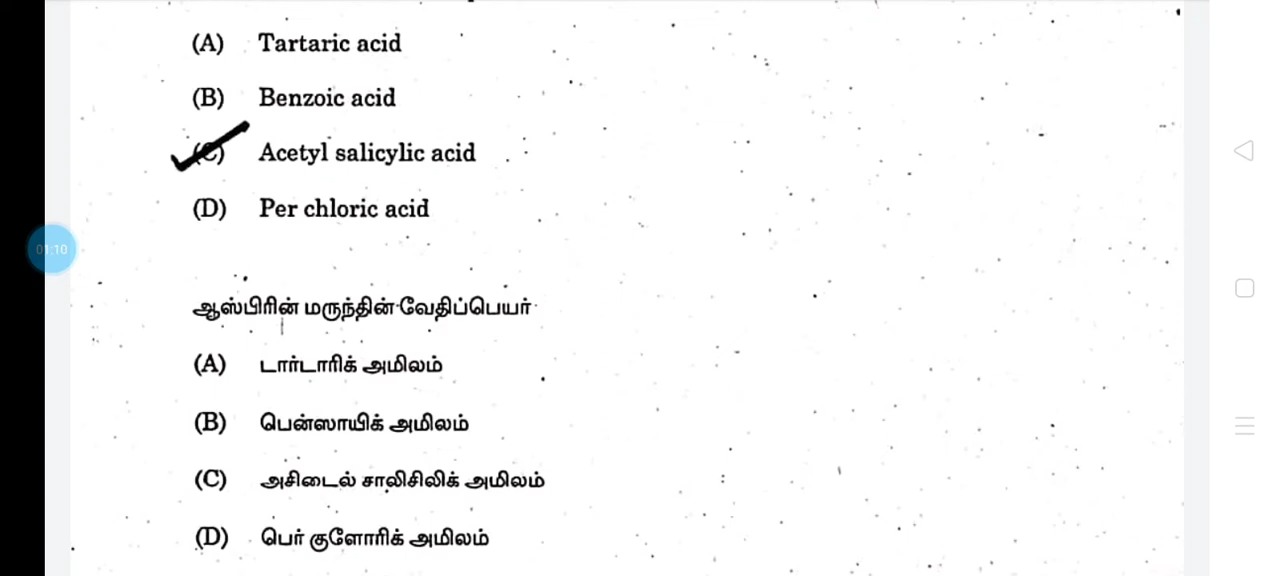 (A) Tartaric acid
(B) Benzoic acid
(C) Acetyl salicylic acid
(D) Per chloric acid
01:10
ஆஸ்பிரின் மருந்தின் வேதிப்பெயர்
(A) டார்டாரிக் அமிலம்
(B) பென்ஸாயிக் அமிலம்
(C) அசிடைல் சாலிசிலிக் அமிலம்
(D) பெர் குளோரிக் அமிலம்